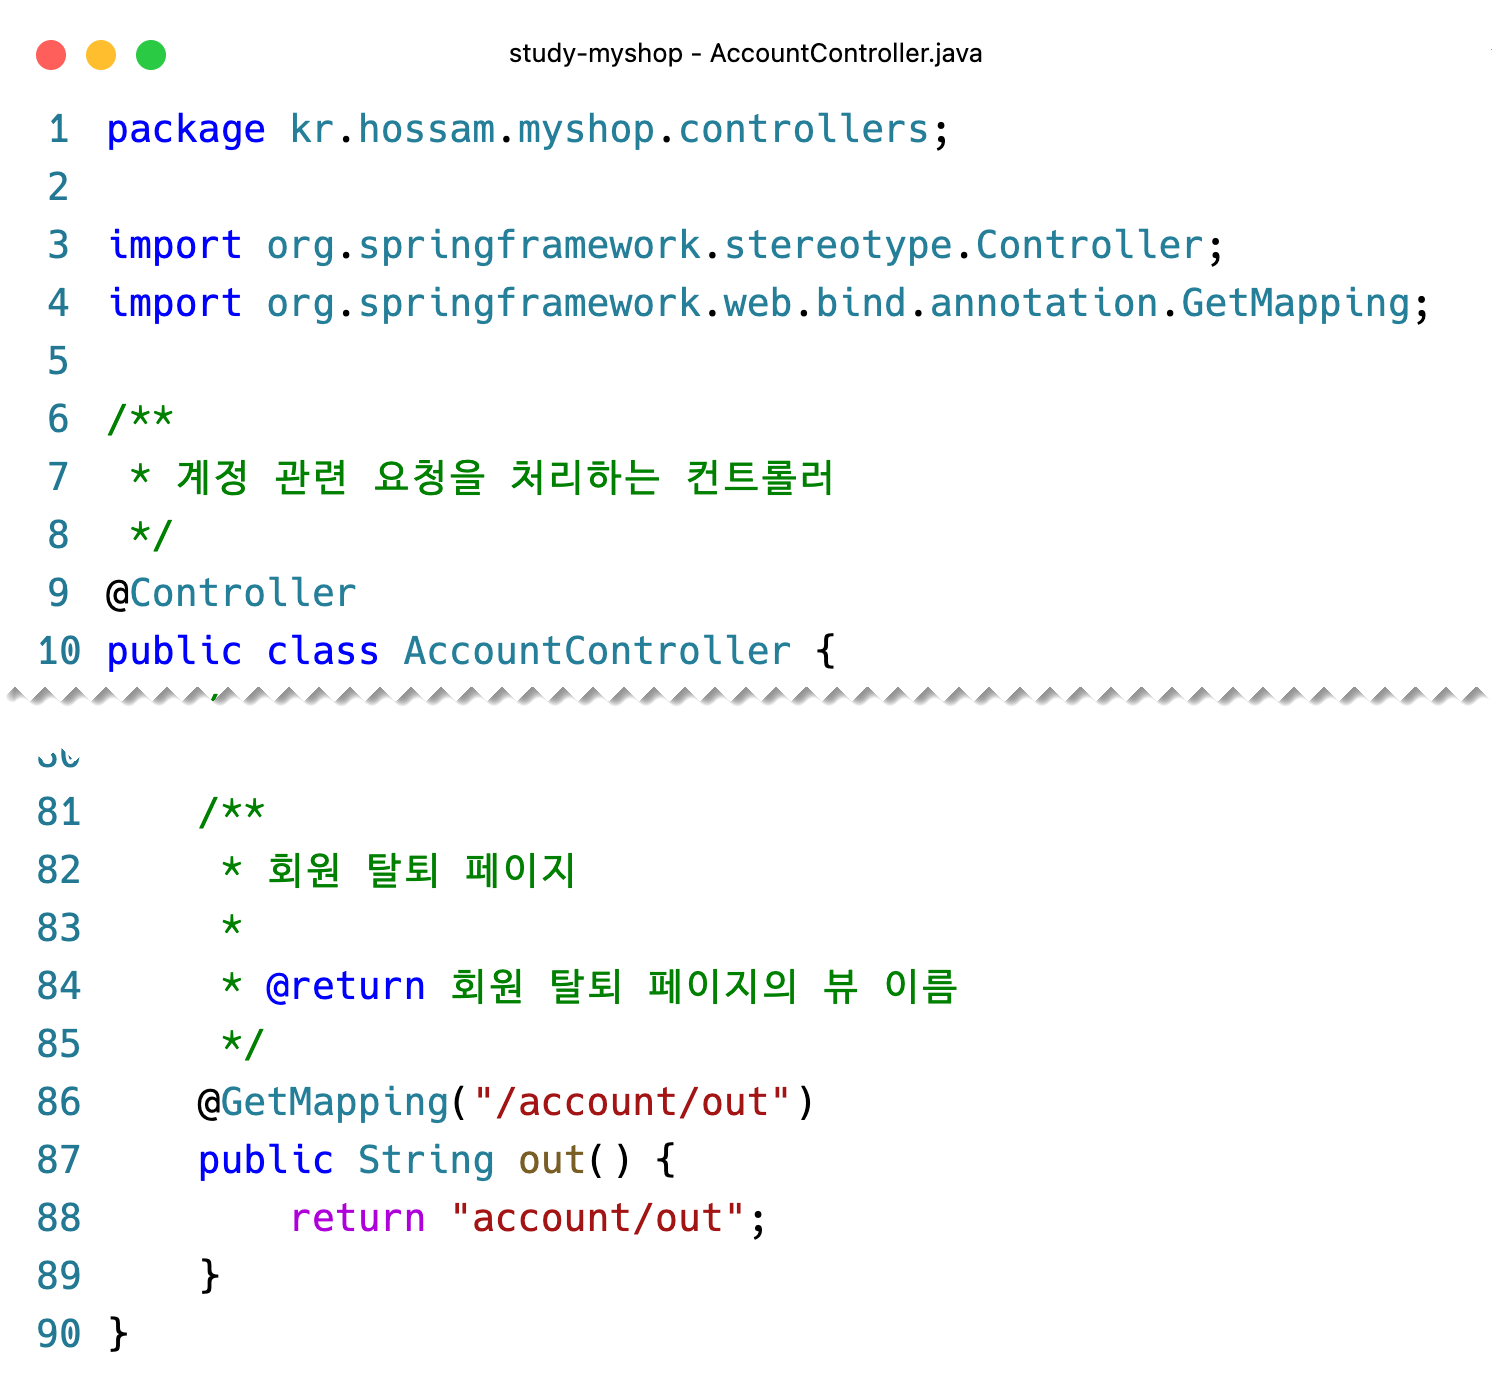 study-myshop - AccountController.java
1 package kr.hossam.myshop.controllers;
2
3 import org.springframework.stereotype.Controller;
4 import org.springframework.web.bind.annotation.GetMapping;
5
6 /**
7  * 계정 관련 요청을 처리하는 컨트롤러
8  */
9 @Controller
10 public class AccountController {
81     /**
82      * 회원 탈퇴 페이지
83      *
84      * @return 회원 탈퇴 페이지의 뷰 이름
85      */
86     @GetMapping("/account/out")
87     public String out() {
88         return "account/out";
89     }
90 }